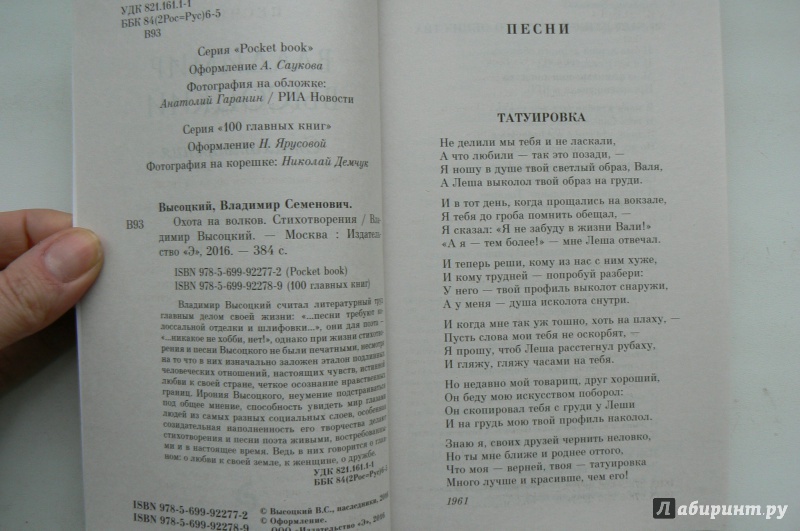 УДК 821.161.1-1
ББК 84(2Рос=Рус)6-5
В93
Серия «Pocket book»
Оформление А. Саукова
Фотография на обложке:
Анатолий Гаранин / РИА Новости
Серия «100 главных книг»
Оформление Н. Ярусовой
Фотография на корешке: Николай Демчук
Высоцкий, Владимир Семенович.
В93 Охота на волков. Стихотворения / Вла-
димир Высоцкий. — Москва : Издатель-
ство «Э», 2016. — 384 с.
ISBN 978-5-699-92277-2 (Pocket book)
ISBN 978-5-699-92278-9 (100 главных книг)
Владимир Высоцкий считал литературный труд
главным делом своей жизни: "...песни требуют ко-
лоссальной отделки и шлифовки...", они для поэта -
"...никакое не хобби, нет!», однако при жизни стихотво-
рения и песни Высоцкого не были печатными, несмотря
на то что в них изначально заложен эталон подлинных
человеческих отношений, настоящих чувств, истинной
любви к своей стране, четкое осознание нравственных
границ. Ирония Высоцкого, неумение подстраиваться
под общее мнение, способность увидеть мир глазами
людей из самых разных социальных слоев, особенная
созидательная наполненность его творчества делают
стихотворения и песни поэта живыми, востребованны-
ми и в настоящее время. Ведь в них говорится о глав-
ном: о любви к своей земле, к женщине, о дружбе.
УДК 821.161.1-1
ББК 84(2Рос=Рус)6-
ISBN 978-5-699-92277-2
ISBN 978-5-699-92278-9
© Высоцкий В.С., наследники,
© Оформление.
ООО «Издательство «Э»,
ПЕСНИ
ТАТУИРОВКА
Не делили мы тебя и не ласкали,
А что любили — так это позади, —
Я ношу в душе твой светлый образ, Валя,
А Леша выколол твой образ на груди.
И в тот день, когда прощались на вокзале,
Я тебя до гроба помнить обещал, —
Я сказал: «Я не забуду в жизни Вали!»
«А я — тем более!» — мне Леша отвечал.
И теперь реши, кому из нас с ним хуже,
И кому трудней — попробуй разбери:
У него — твой профиль выколот снаружи,
А у меня — душа исколота снутри.
И когда мне так уж тошно, хоть на плаху, —
Пусть слова мои тебя не оскорбят, —
Я прошу, чтоб Леша расстегнул рубаху,
И гляжу, гляжу часами на тебя.
Но недавно мой товарищ, друг хороший,
Он беду мою искусством поборол:
Он скопировал тебя с груди у Леши
И на грудь мою твой профиль наколол.
Знаю я, своих друзей чернить неловко,
Но ты мне ближе и роднее оттого,
Что моя — верней, твоя — татуировка
Много лучше и красивше, чем его!
1961
Лабиринт.ру